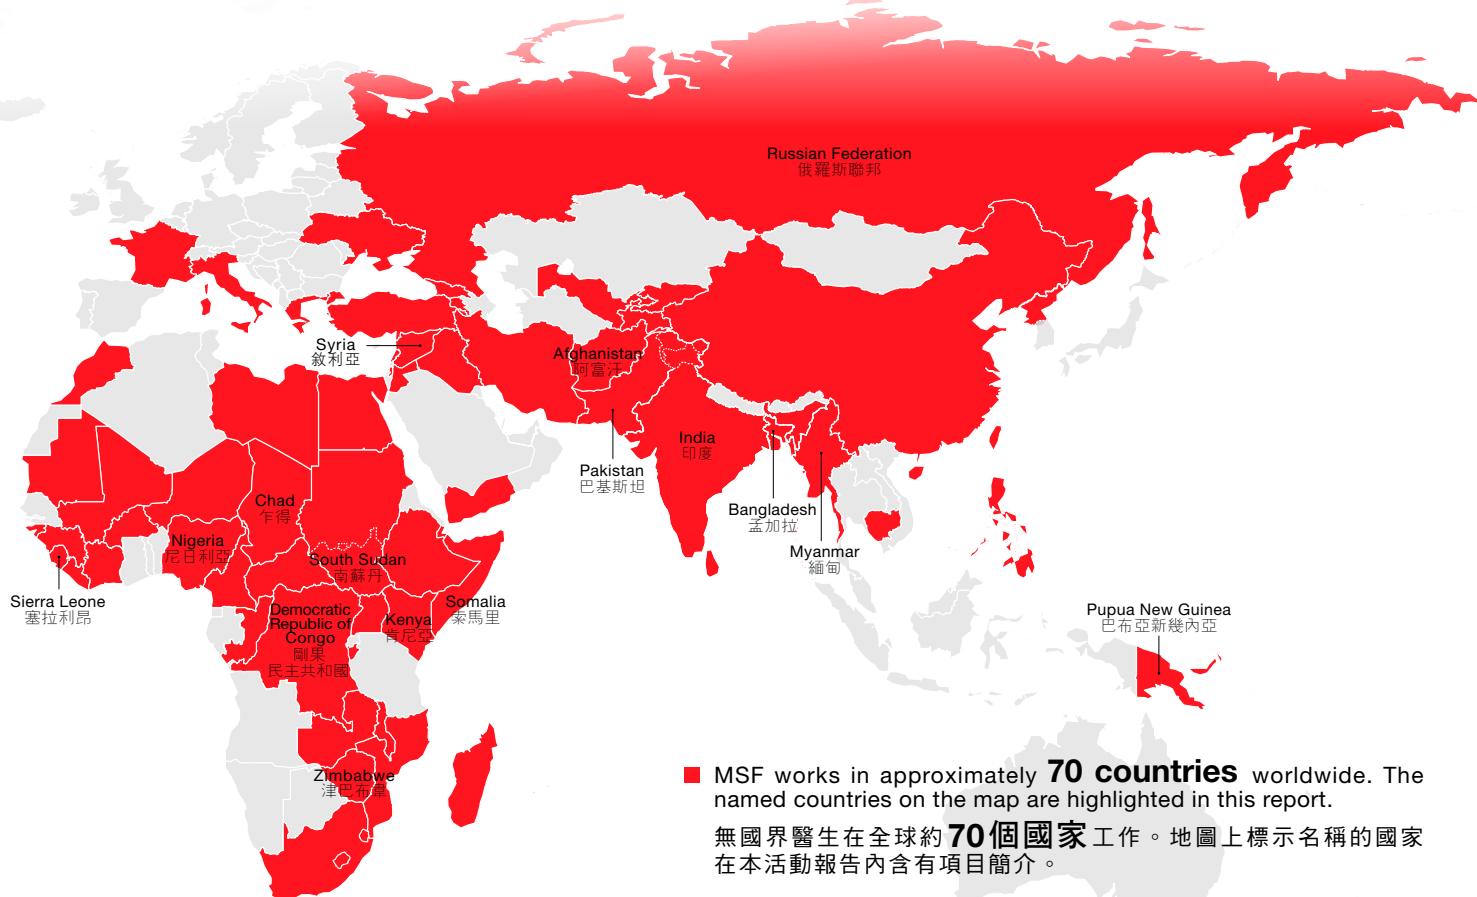 Russian Federation
俄羅斯聯邦
Syria
敘利亞
Afghanistan
阿富汗
India
印度
Pakistan
巴基斯坦
Chad
乍得
Bangladesh
孟加拉
Nigeria
尼日利亞
South Sudan
南蘇丹
Myanmar
緬甸
Sierra Leone
塞拉利昂
Democratic
Republic of
Congo
剛果
民主共和國
Kenya
肯尼亞
Somalia
索馬里
Pupua New Guinea
巴布亞新幾內亞
Zimbabwe
津巴布韋
MSF works in approximately 70 countries worldwide. The
named countries on the map are highlighted in this report.
無國界醫生在全球約70個國家工作。地圖上標示名稱的國家
在本活動報告內含有項目簡介。